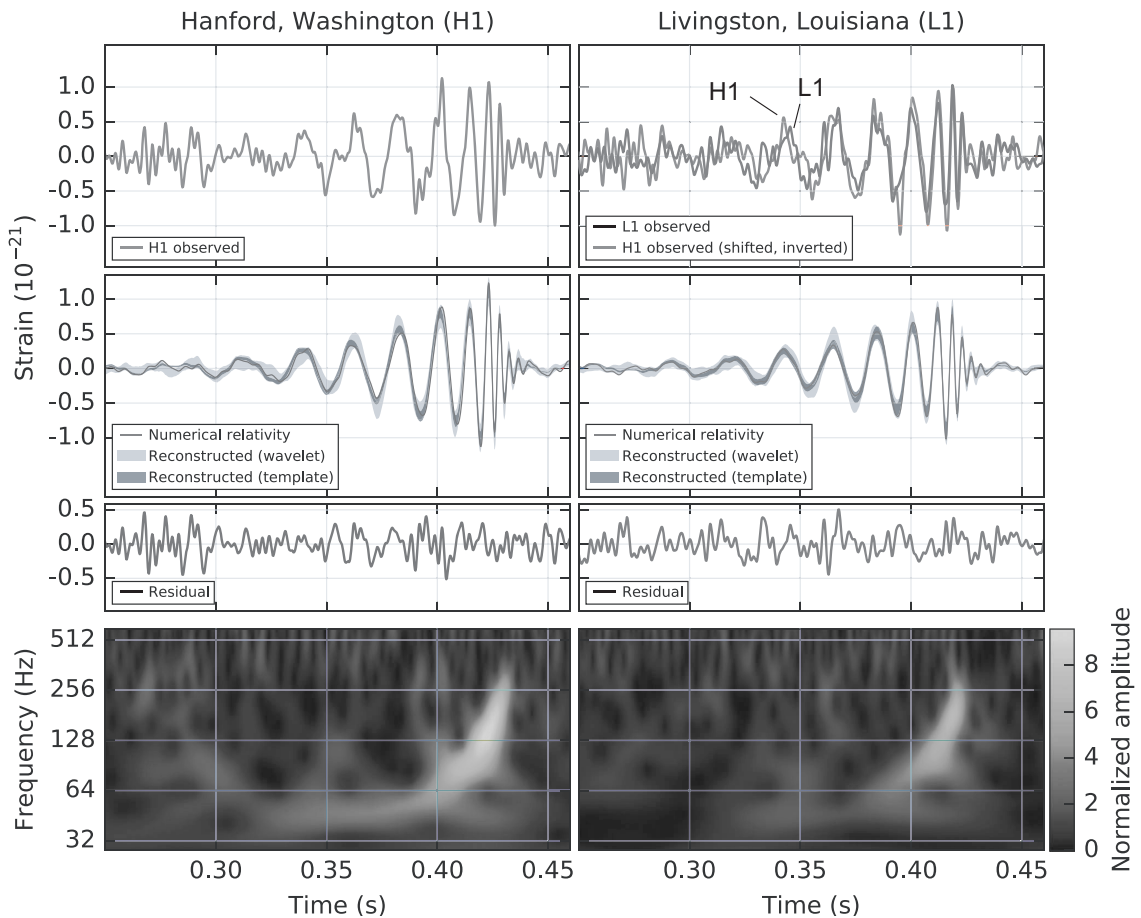 Hanford, Washington (H1)
Livingston, Louisiana (L1)
Strain (10⁻²¹)
1.0
0.5
0.0
-0.5
-1.0
H1 observed
H1
L1
L1 observed
H1 observed (shifted, inverted)
1.0
0.5
0.0
-0.5
-1.0
Numerical relativity
Reconstructed (wavelet)
Reconstructed (template)
Numerical relativity
Reconstructed (wavelet)
Reconstructed (template)
0.5
0.0
-0.5
Residual
Residual
Frequency (Hz)
512
256
128
64
32
Normalized amplitude
8
6
4
2
0
0.30
0.35
0.40
0.45
0.30
0.35
0.40
0.45
Time (s)
Time (s)